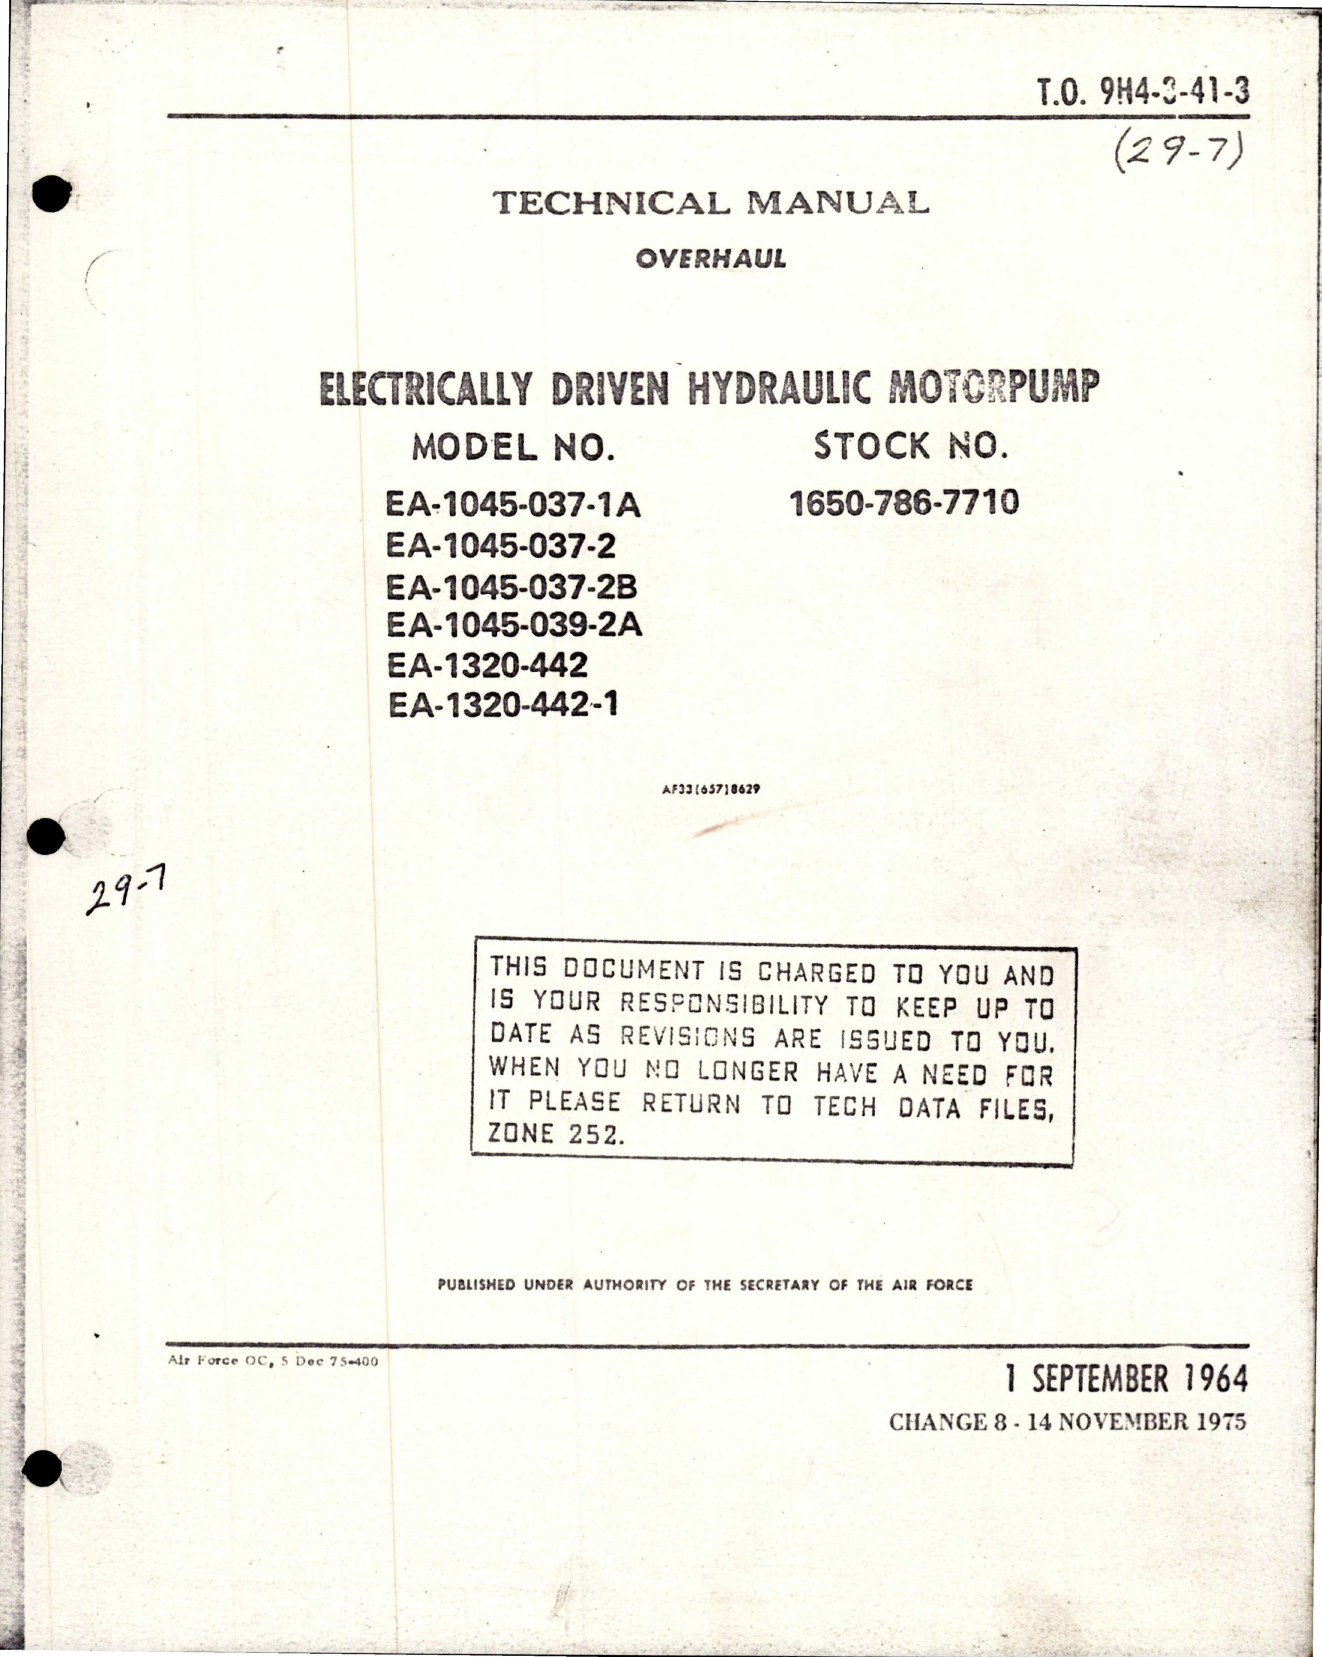 T.O. 9H4-3-41-3
(29-7)
TECHNICAL MANUAL
OVERHAUL
ELECTRICALLY DRIVEN HYDRAULIC MOTORPUMP
MODEL NO. STOCK NO.
EA-1045-037-1A 1650-786-7710
EA-1045-037-2
EA-1045-037-2B
EA-1045-039-2A
EA-1320-442
EA-1320-442-1
AF33(657)8629
29-7
THIS DOCUMENT IS CHARGED TO YOU AND
IS YOUR RESPONSIBILITY TO KEEP UP TO
DATE AS REVISIONS ARE ISSUED TO YOU.
WHEN YOU NO LONGER HAVE A NEED FOR
IT PLEASE RETURN TO TECH DATA FILES,
ZONE 252.
PUBLISHED UNDER AUTHORITY OF THE SECRETARY OF THE AIR FORCE
Air Force OC, 5 Dec 75-400
1 SEPTEMBER 1964
CHANGE 8 - 14 NOVEMBER 1975